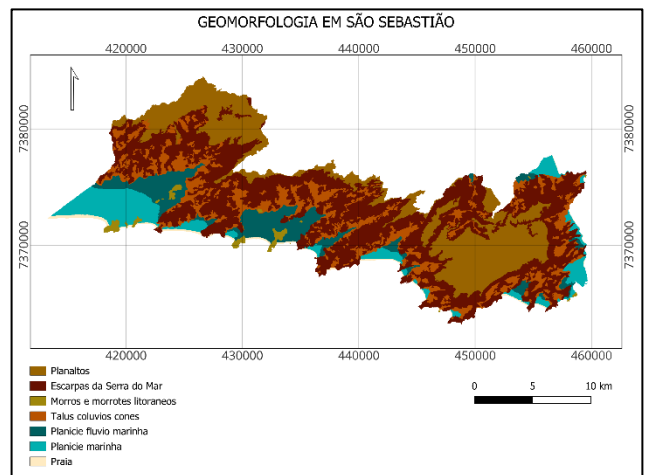 GEOMORFOLOGIA EM SÃO SEBASTIÃO
420000 430000 440000 450000 460000
7380000 7380000
7370000 7370000
420000 430000 440000 450000 460000
Planaltos
Escarpas da Serra do Mar
Morros e morrotes litoraneos
Talus coluvios cones
Planicie fluvio marinha
Planicie marinha
Praia
0 5 10 km